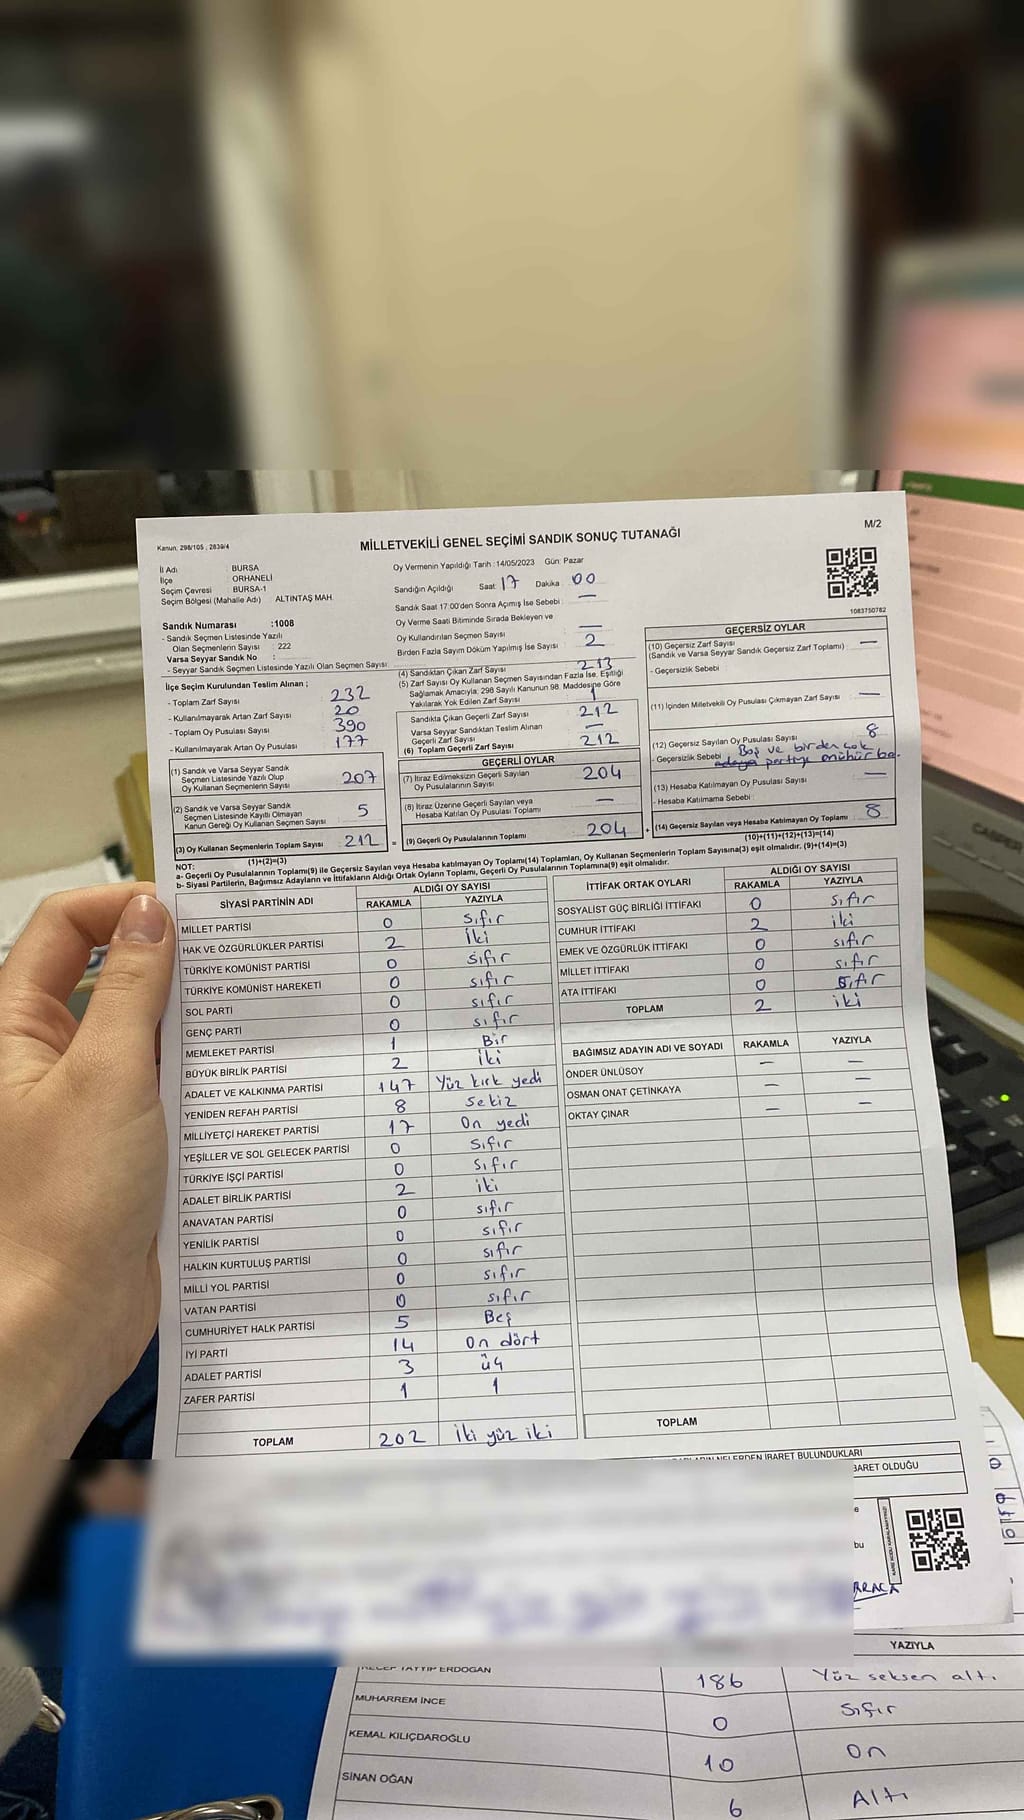 Kanun; 298/105 , 2839/4
MİLLETVEKİLİ GENEL SEÇİMİ SANDIK SONUÇ TUTANAĞI
M/2
İl Adı : BURSA
İlçe : ORHANELİ
Seçim Çevresi : BURSA-1
Seçim Bölgesi (Mahalle Adı) : ALTINTAŞ MAH.
Oy Vermenin Yapıldığı Tarih : 14/05/2023 Gün: Pazar
Sandığın Açıldığı Saat : 17 Dakika : 00
Sandık Saat 17:00'den Sonra Açımış İse Sebebi : —
Oy Verme Saati Bitiminde Sırada Bekleyen ve
Oy Kullandırılan Seçmen Sayısı —
Birden Fazla Sayım Döküm Yapılmış İse Sayısı : 2
1083750782
Sandık Numarası :1008
- Sandık Seçmen Listesinde Yazılı
Olan Seçmenlerin Sayısı : 222
Varsa Seyyar Sandık No :
- Seyyar Sandık Seçmen Listesinde Yazılı Olan Seçmen Sayısı:
İlçe Seçim Kurulundan Teslim Alınan ;
- Toplam Zarf Sayısı 232
- Kullanılmayarak Artan Zarf Sayısı 20
- Toplam Oy Pusulası Sayısı 390
- Kullanılmayarak Artan Oy Pusulası 177
(4) Sandıktan Çıkan Zarf Sayısı 213
(5) Zarf Sayısı Oy Kullanan Seçmen Sayısından Fazla İse, Eşitliği
Sağlamak Amacıyla; 298 Sayılı Kanunun 98. Maddesine Göre
Yakılarak Yok Edilen Zarf Sayısı 1
Sandıkta Çıkan Geçerli Zarf Sayısı 212
Varsa Seyyar Sandıktan Teslim Alınan
Geçerli Zarf Sayısı —
(6) Toplam Geçerli Zarf Sayısı 212
GEÇERSİZ OYLAR
(10) Geçersiz Zarf Sayısı —
(Sandık ve Varsa Seyyar Sandık Geçersiz Zarf Toplamı)
- Geçersizlik Sebebi
(11) İçinden Milletvekili Oy Pusulası Çıkmayan Zarf Sayısı —
(12) Geçersiz Sayılan Oy Pusulası Sayısı 8
- Geçersizlik Sebebi : Boş ve birden çok
adaya partiye mühür
(13) Hesaba Katılmayan Oy Pusulası Sayısı —
- Hesaba Katılmama Sebebi :
(14) Geçersiz Sayılan veya Hesaba Katılmayan Oy Toplamı 8
(10)+(11)+(12)+(13)=(14)
(1) Sandık ve Varsa Seyyar Sandık
Seçmen Listesinde Yazılı Olup
Oy Kullanan Seçmenlerin Sayısı 207
(2) Sandık ve Varsa Seyyar Sandık
Seçmen Listesinde Kayıtlı Olmayan
Kanun Gereği Oy Kullanan Seçmen Sayısı 5
(3) Oy Kullanan Seçmenlerin Toplam Sayısı 212
(1)+(2)=(3)
GEÇERLİ OYLAR
(7) İtiraz Edilmeksizin Geçerli Sayılan
Oy Pusulalarının Sayısı 204
(8) İtiraz Üzerine Geçerli Sayılan veya
Hesaba Katılan Oy Pusulası Toplamı —
= (9) Geçerli Oy Pusulalarının Toplamı 204 +
NOT:
a- Geçerli Oy Pusulalarının Toplamı(9) ile Geçersiz Sayılan veya Hesaba katılmayan Oy Toplamı(14) Toplamları, Oy Kullanan Seçmenlerin Toplam Sayısına(3) eşit olmalıdır. (9)+(14)=(3)
b- Siyasi Partilerin, Bağımsız Adayların ve İttifakların Aldığı Ortak Oyların Toplamı, Geçerli Oy Pusulalarının Toplamına(9) eşit olmalıdır.
SİYASİ PARTİNİN ADI ALDIĞI OY SAYISI
RAKAMLA YAZIYLA
MİLLET PARTİSİ 0 sıfır
HAK VE ÖZGÜRLÜKLER PARTİSİ 2 İki
TÜRKİYE KOMÜNİST PARTİSİ 0 sıfır
TÜRKİYE KOMÜNİST HAREKETİ 0 sıfır
SOL PARTİ 0 sıfır
GENÇ PARTİ 0 sıfır
MEMLEKET PARTİSİ 1 Bir
BÜYÜK BİRLİK PARTİSİ 2 iki
ADALET VE KALKINMA PARTİSİ 147 Yüz kırk yedi
YENİDEN REFAH PARTİSİ 8 sekiz
MİLLİYETÇİ HAREKET PARTİSİ 17 On yedi
YEŞİLLER VE SOL GELECEK PARTİSİ 0 sıfır
TÜRKİYE İŞÇİ PARTİSİ 0 sıfır
ADALET BİRLİK PARTİSİ 2 iki
ANAVATAN PARTİSİ 0 sıfır
YENİLİK PARTİSİ 0 sıfır
HALKIN KURTULUŞ PARTİSİ 0 sıfır
MİLLİ YOL PARTİSİ 0 sıfır
VATAN PARTİSİ 0 sıfır
CUMHURİYET HALK PARTİSİ 5 Beş
İYİ PARTİ 14 On dört
ADALET PARTİSİ 3 üç
ZAFER PARTİSİ 1 1
TOPLAM 202 İki yüz iki
İTTİFAK ORTAK OYLARI ALDIĞI OY SAYISI
RAKAMLA YAZIYLA
SOSYALİST GÜÇ BİRLİĞİ İTTİFAKI 0 sıfır
CUMHUR İTTİFAKI 2 iki
EMEK VE ÖZGÜRLÜK İTTİFAKI 0 sıfır
MİLLET İTTİFAKI 0 sıfır
ATA İTTİFAKI 0 sıfır
TOPLAM 2 iki
BAĞIMSIZ ADAYIN ADI VE SOYADI RAKAMLA YAZIYLA
ÖNDER ÜNLÜSOY — —
OSMAN ONAT ÇETİNKAYA — —
OKTAY ÇINAR — —
TOPLAM
NELERDEN İBARET BULUNDUKLARI
BARET OLDUĞU
e
bu
YAZIYLA
RECEP TAYYİP ERDOĞAN 186 Yüz seksen altı
MUHARREM İNCE 0 Sıfır
KEMAL KILIÇDAROĞLU 10 On
SİNAN OĞAN 6 Altı
CASPER